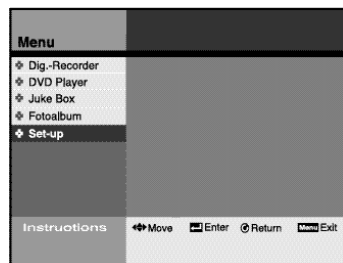 Menu
Dig.-Recorder
DVD Player
Juke Box
Fotoalbum
Set-up
Instructions Move Enter Return Menu Exit